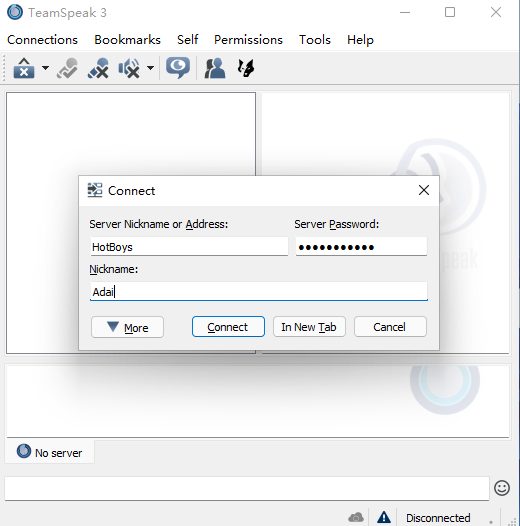 TeamSpeak 3
Connections Bookmarks Self Permissions Tools Help
Connect
Server Nickname or Address: Server Password:
HotBoys ●●●●●●●●●●●
Nickname:
Adai
More Connect In New Tab Cancel
peak
No server
Disconnected